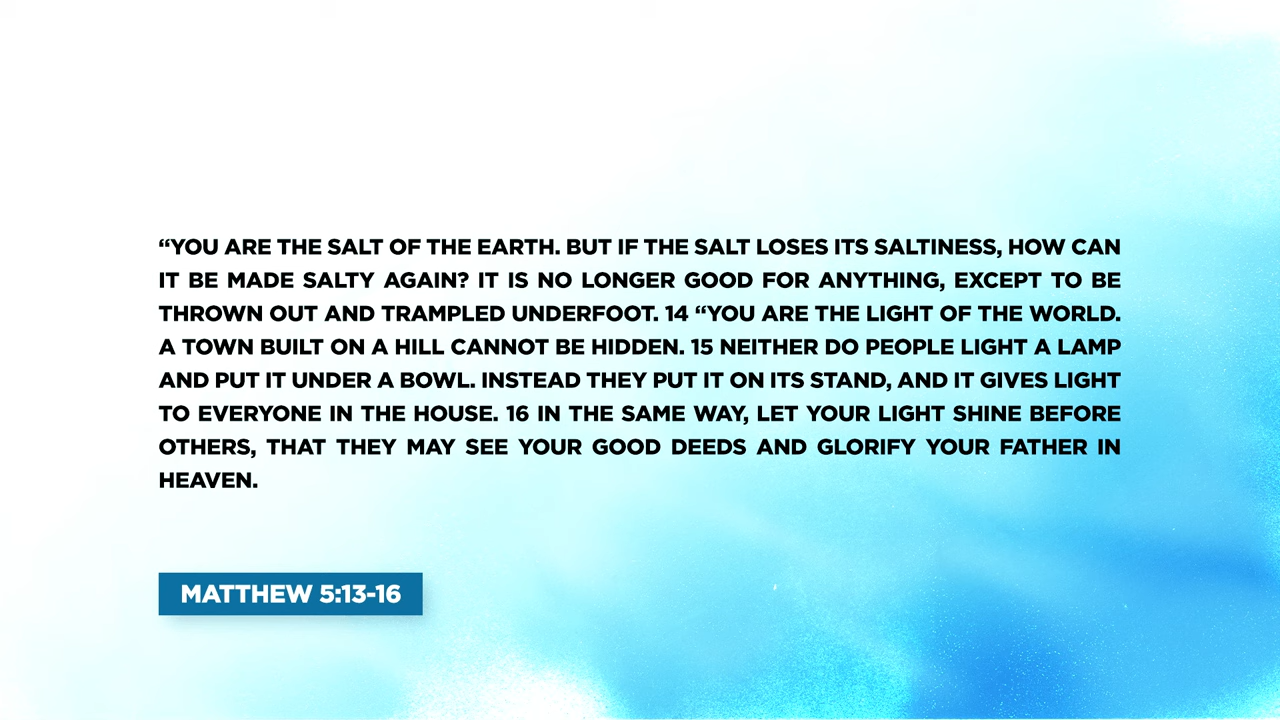 “YOU ARE THE SALT OF THE EARTH. BUT IF THE SALT LOSES ITS SALTINESS, HOW CAN
IT BE MADE SALTY AGAIN? IT IS NO LONGER GOOD FOR ANYTHING, EXCEPT TO BE
THROWN OUT AND TRAMPLED UNDERFOOT. 14 “YOU ARE THE LIGHT OF THE WORLD.
A TOWN BUILT ON A HILL CANNOT BE HIDDEN. 15 NEITHER DO PEOPLE LIGHT A LAMP
AND PUT IT UNDER A BOWL. INSTEAD THEY PUT IT ON ITS STAND, AND IT GIVES LIGHT
TO EVERYONE IN THE HOUSE. 16 IN THE SAME WAY, LET YOUR LIGHT SHINE BEFORE
OTHERS, THAT THEY MAY SEE YOUR GOOD DEEDS AND GLORIFY YOUR FATHER IN
HEAVEN.
MATTHEW 5:13-16